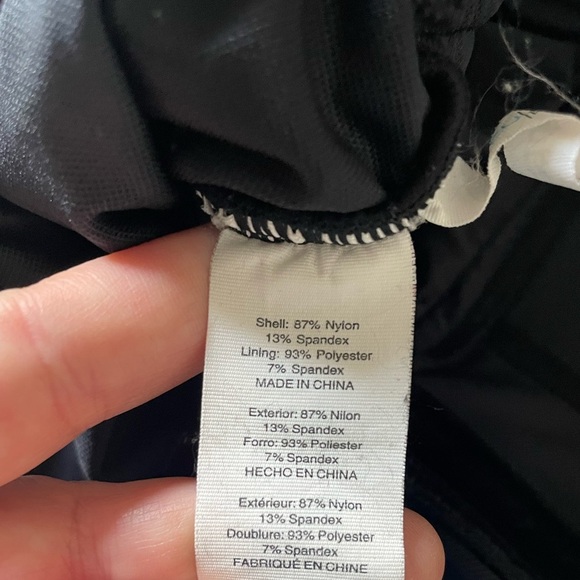 Shell: 87% Nylon
13% Spandex
Lining: 93% Polyester
7% Spandex
MADE IN CHINA
Exterior: 87% Nilon
13% Spandex
Forro: 93% Poliester
7% Spandex
HECHO EN CHINA
Extérieur: 87% Nylon
13% Spandex
Doublure: 93% Polyester
7% Spandex
FABRIQUÉ EN CHINE